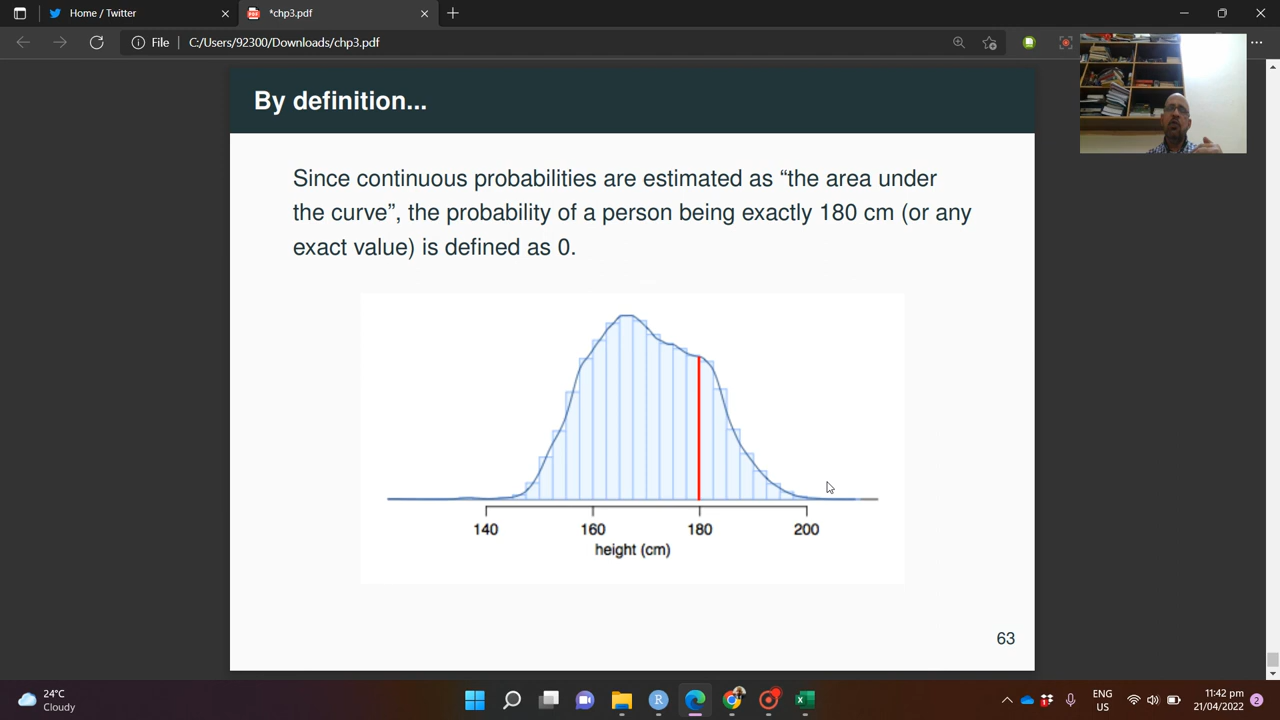 Home / Twitter
*chp3.pdf
File
C:/Users/92300/Downloads/chp3.pdf
By definition...
Since continuous probabilities are estimated as “the area under
the curve”, the probability of a person being exactly 180 cm (or any
exact value) is defined as 0.
140 160 180 200
height (cm)
63
24°C
Cloudy
ENG
US
11:42 pm
21/04/2022
2